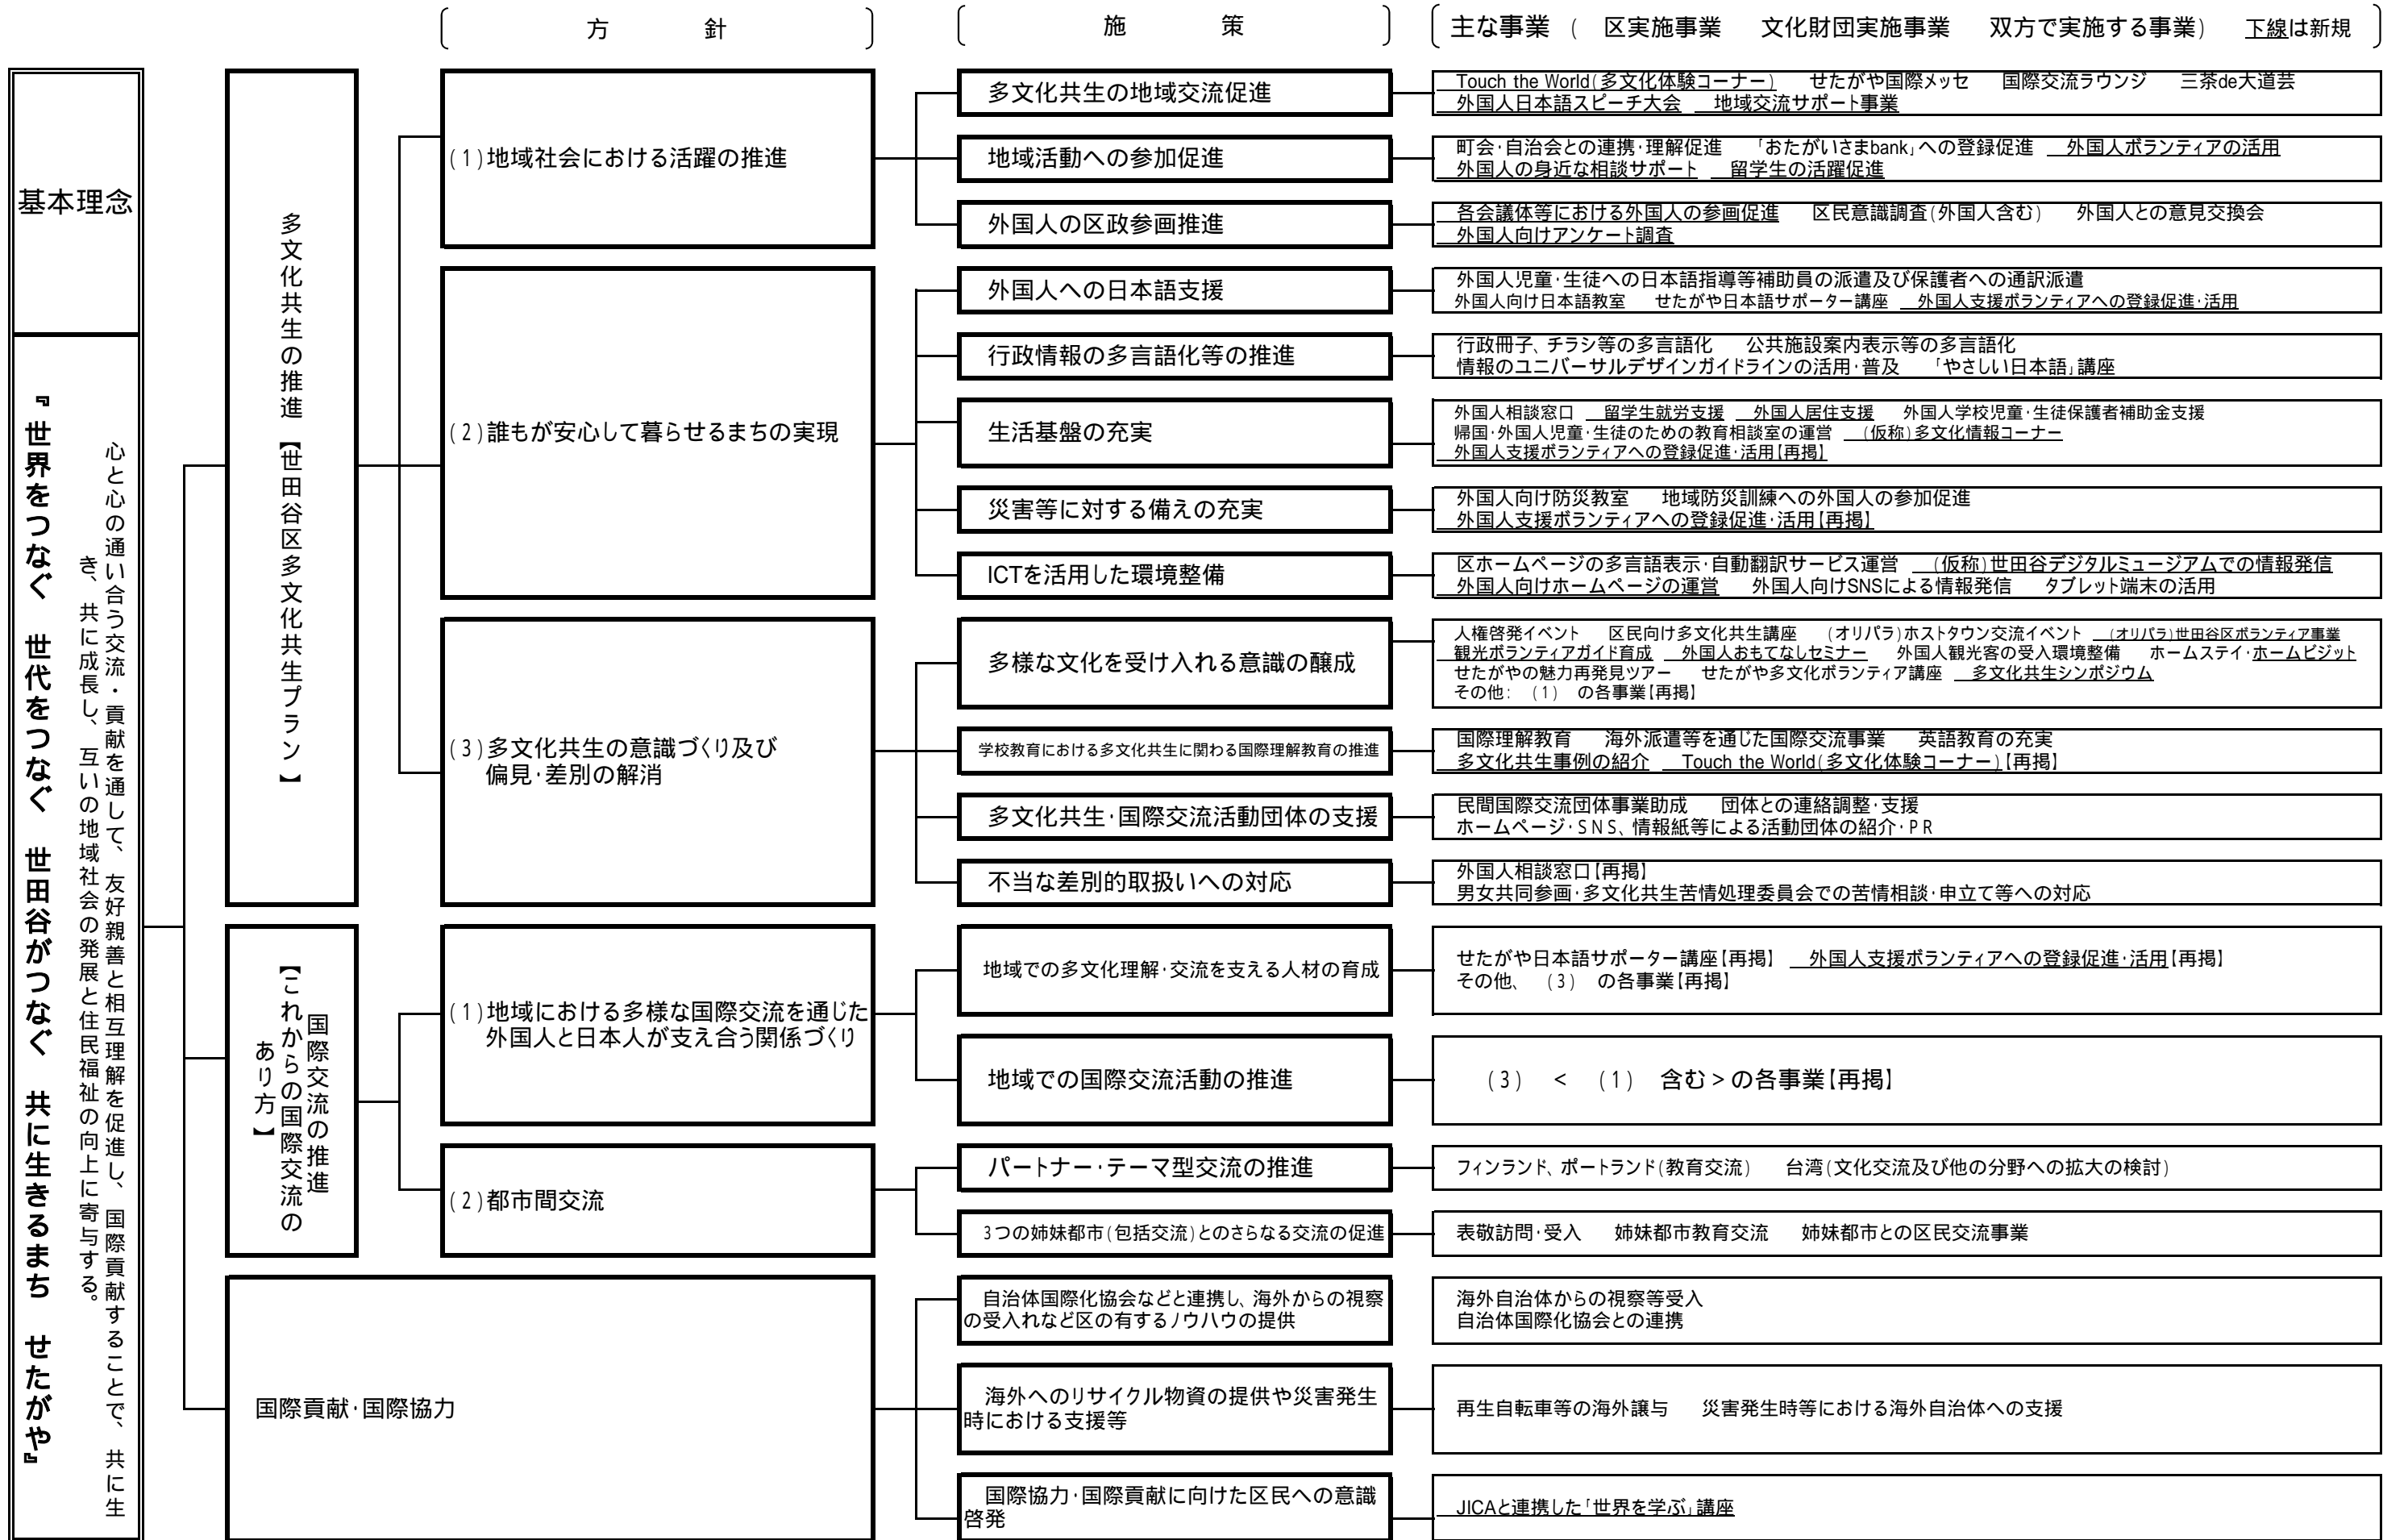 方　　針
施　　策
主な事業（　区実施事業　文化財団実施事業　双方で実施する事業）　下線は新規
基本理念
『世界をつなぐ　世代をつなぐ　世田谷がつなぐ　共に生きるまち　せたがや』
心と心の通い合う交流・貢献を通して、友好親善と相互理解を促進し、国際貢献することで、共に生
き、共に成長し、互いの地域社会の発展と住民福祉の向上に寄与する。
多文化共生の推進【世田谷区多文化共生プラン】
(1)地域社会における活躍の推進
多文化共生の地域交流促進
Touch the World(多文化体験コーナー)　せたがや国際メッセ　国際交流ラウンジ　三茶de大道芸
外国人日本語スピーチ大会　地域交流サポート事業
地域活動への参加促進
町会・自治会との連携・理解促進　「おたがいさまbank」への登録促進　外国人ボランティアの活用
外国人の身近な相談サポート　留学生の活躍促進
外国人の区政参画推進
各会議体等における外国人の参画促進　区民意識調査(外国人含む)　外国人との意見交換会
外国人向けアンケート調査
(2)誰もが安心して暮らせるまちの実現
外国人への日本語支援
外国人児童・生徒への日本語指導等補助員の派遣及び保護者への通訳派遣
外国人向け日本語教室　せたがや日本語サポーター講座　外国人支援ボランティアへの登録促進・活用
行政情報の多言語化等の推進
行政冊子、チラシ等の多言語化　公共施設案内表示等の多言語化
情報のユニバーサルデザインガイドラインの活用・普及　「やさしい日本語」講座
生活基盤の充実
外国人相談窓口　留学生就労支援　外国人居住支援　外国人学校児童・生徒保護者補助金支援
帰国・外国人児童・生徒のための教育相談室の運営　(仮称)多文化情報コーナー
外国人支援ボランティアへの登録促進・活用【再掲】
災害等に対する備えの充実
外国人向け防災教室　地域防災訓練への外国人の参加促進
外国人支援ボランティアへの登録促進・活用【再掲】
ICTを活用した環境整備
区ホームページの多言語表示・自動翻訳サービス運営　(仮称)世田谷デジタルミュージアムでの情報発信
外国人向けホームページの運営　外国人向けSNSによる情報発信　タブレット端末の活用
(3)多文化共生の意識づくり及び
偏見・差別の解消
多様な文化を受け入れる意識の醸成
人権啓発イベント　区民向け多文化共生講座　(オリパラ)ホストタウン交流イベント　(オリパラ)世田谷区ボランティア事業
観光ボランティアガイド育成　外国人おもてなしセミナー　外国人観光客の受入環境整備　ホームステイ・ホームビジット
せたがやの魅力再発見ツアー　せたがや多文化ボランティア講座　多文化共生シンポジウム
その他：　(1)　の各事業【再掲】
学校教育における多文化共生に関わる国際理解教育の推進
国際理解教育　海外派遣等を通じた国際交流事業　英語教育の充実
多文化共生事例の紹介　Touch the World(多文化体験コーナー)【再掲】
多文化共生・国際交流活動団体の支援
民間国際交流団体事業助成　団体との連絡調整・支援
ホームページ・SNS、情報紙等による活動団体の紹介・PR
不当な差別的取扱いへの対応
外国人相談窓口【再掲】
男女共同参画・多文化共生苦情処理委員会での苦情相談・申立て等への対応
国際交流の推進
【これからの国際交流の
あり方】
(1)地域における多様な国際交流を通じた
外国人と日本人が支え合う関係づくり
地域での多文化理解・交流を支える人材の育成
せたがや日本語サポーター講座【再掲】　外国人支援ボランティアへの登録促進・活用【再掲】
その他、　(3)　の各事業【再掲】
地域での国際交流活動の推進
(3)　＜　(1)　含む＞の各事業【再掲】
(2)都市間交流
パートナー・テーマ型交流の推進
フィンランド、ポートランド(教育交流)　台湾(文化交流及び他の分野への拡大の検討)
3つの姉妹都市(包括交流)とのさらなる交流の促進
表敬訪問・受入　姉妹都市教育交流　姉妹都市との区民交流事業
国際貢献・国際協力
自治体国際化協会などと連携し、海外からの視察
の受入れなど区の有するノウハウの提供
海外自治体からの視察等受入
自治体国際化協会との連携
海外へのリサイクル物資の提供や災害発生
時における支援等
再生自転車等の海外譲与　災害発生時等における海外自治体への支援
国際協力・国際貢献に向けた区民への意識
啓発
JICAと連携した「世界を学ぶ」講座